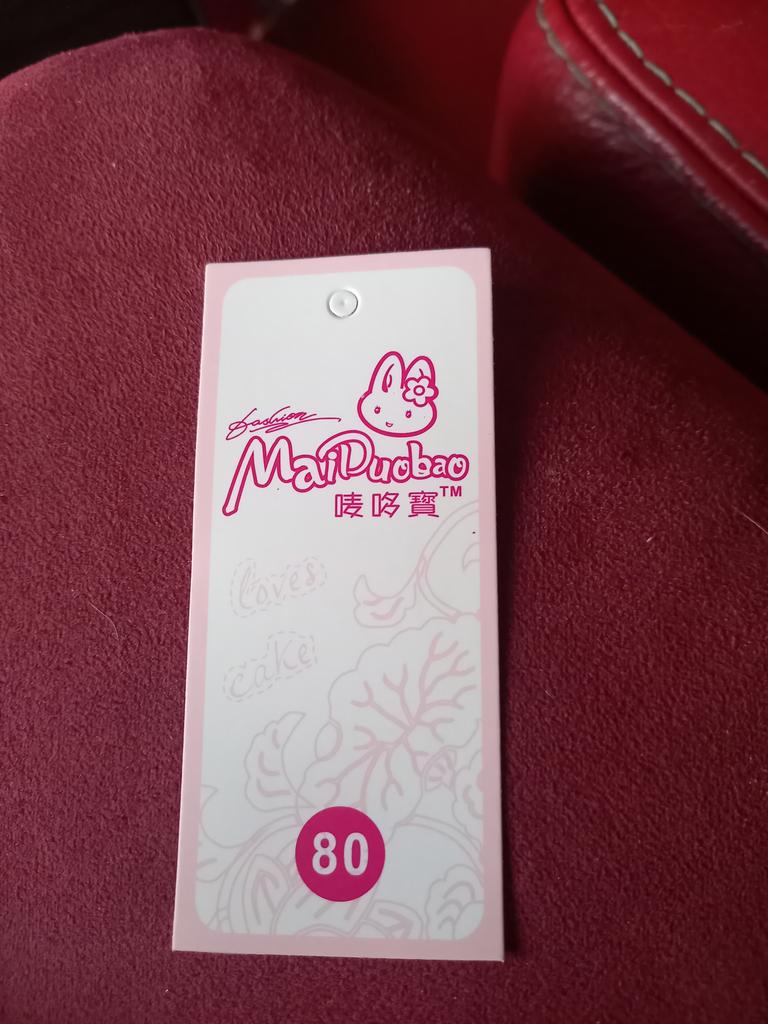 fashion
MaiDuobao
唛哆寶™
loves
cake
80